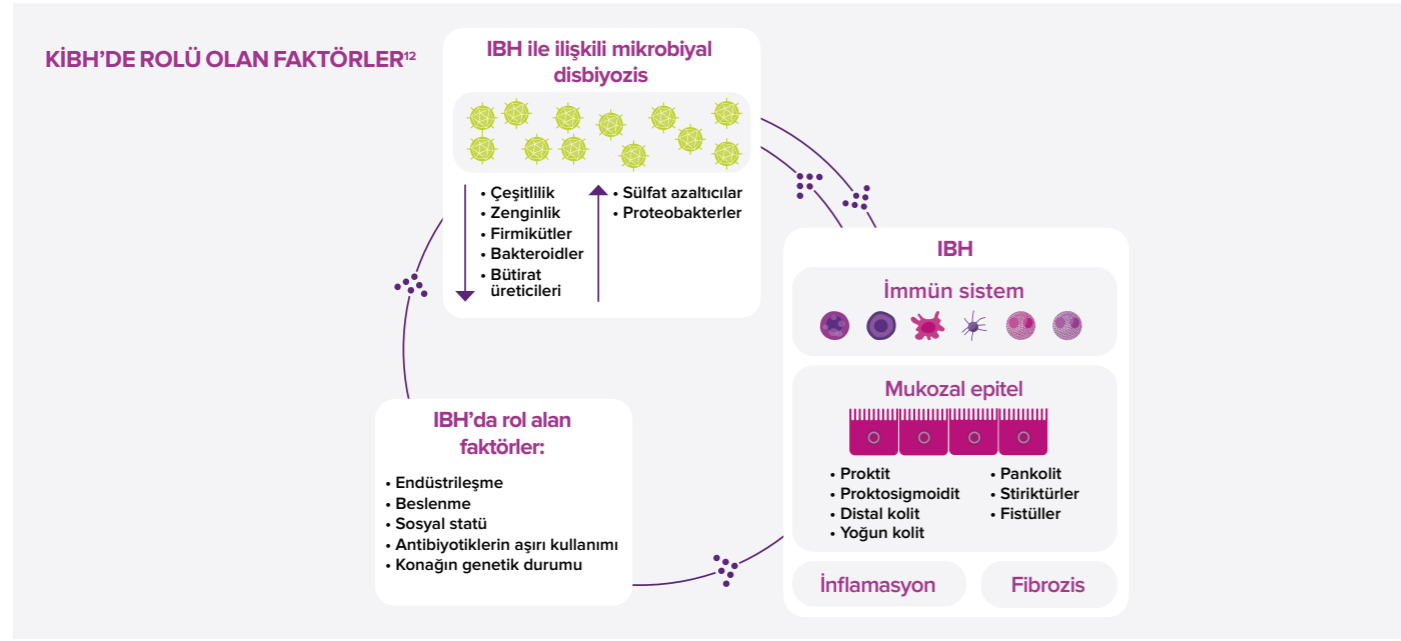 KİBH’DE ROLÜ OLAN FAKTÖRLER¹²
IBH ile ilişkili mikrobiyal
disbiyozis
• Çeşitlilik
• Zenginlik
• Firmikütler
• Bakteroidler
• Bütirat
üreticileri
• Sülfat azaltıcılar
• Proteobakterler
IBH
İmmün sistem
Mukozal epitel
• Proktit
• Proktosigmoidit
• Distal kolit
• Yoğun kolit
• Pankolit
• Stiriktürler
• Fistüller
İnflamasyon
Fibrozis
IBH’da rol alan
faktörler:
• Endüstrileşme
• Beslenme
• Sosyal statü
• Antibiyotiklerin aşırı kullanımı
• Konağın genetik durumu